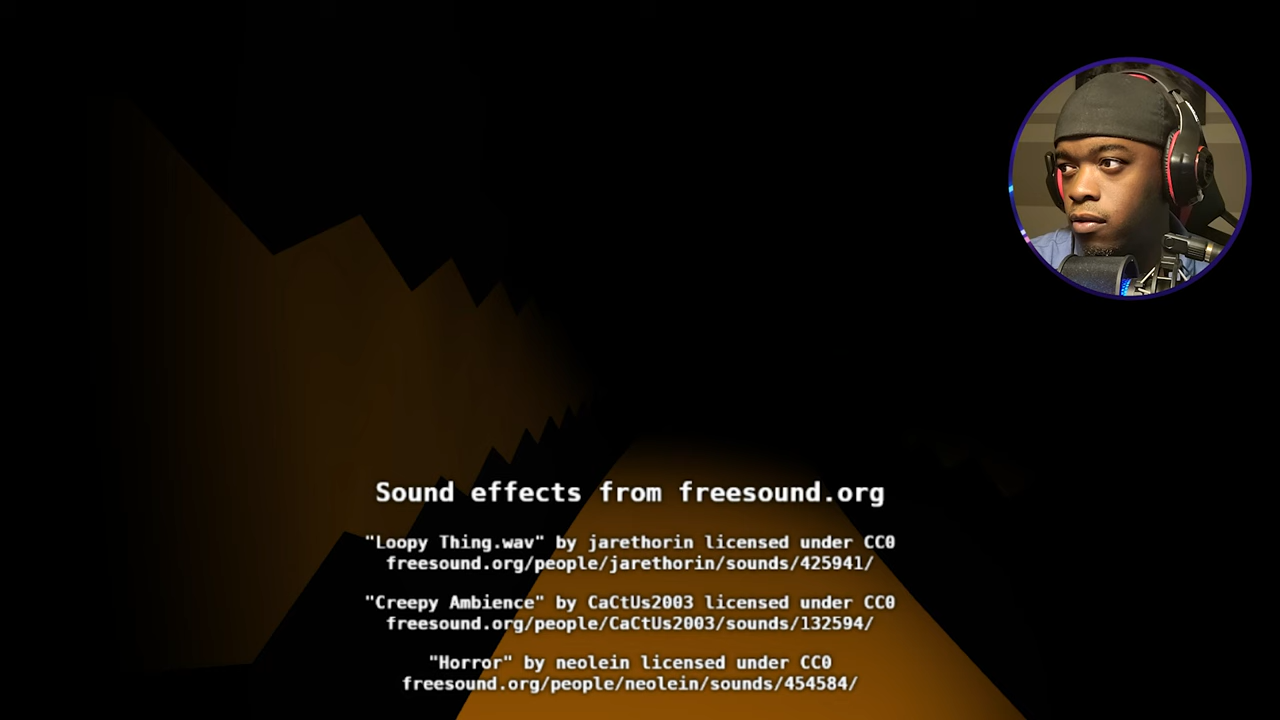 Sound effects from freesound.org
"Loopy Thing.wav" by jarethorin licensed under CC0
freesound.org/people/jarethorin/sounds/425941/
"Creepy Ambience" by CaCtUs2003 licensed under CC0
freesound.org/people/CaCtUs2003/sounds/132594/
"Horror" by neolein licensed under CC0
freesound.org/people/neolein/sounds/454584/